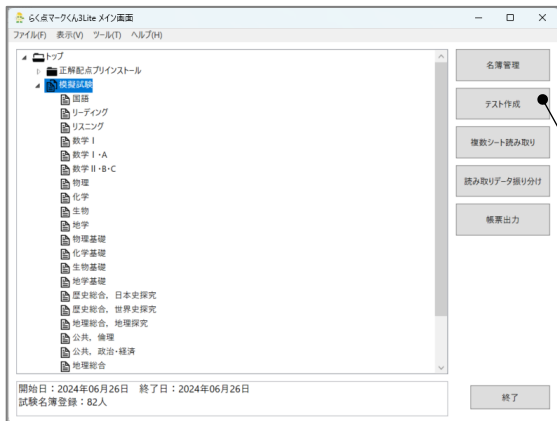 らく点マークくん3Lite メイン画面
ファイル(F) 表示(V) ツール(T) ヘルプ(H)
トップ
正解配点プリインストール
模擬試験
国語
リーディング
リスニング
数学Ⅰ
数学Ⅰ・A
数学Ⅱ・B・C
物理
化学
生物
地学
物理基礎
化学基礎
生物基礎
地学基礎
歴史総合，日本史探究
歴史総合，世界史探究
地理総合，地理探究
公共，倫理
公共，政治・経済
地理総合
名簿管理
テスト作成
複数シート読み取り
読み取りデータ振り分け
帳票出力
開始日：2024年06月26日 終了日：2024年06月26日
試験名簿登録：82人
終了